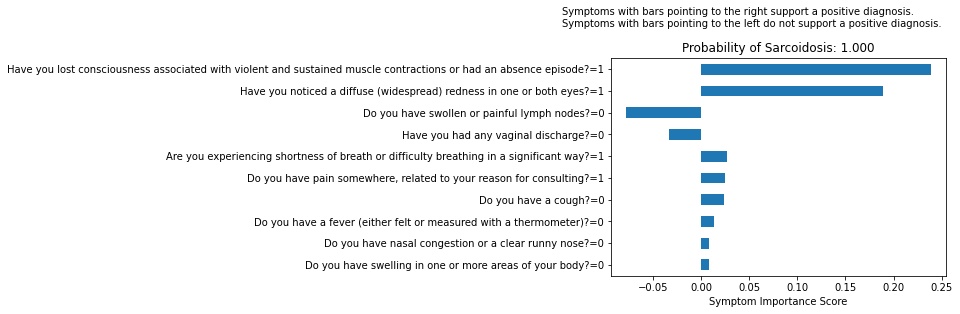 Symptoms with bars pointing to the right support a positive diagnosis.
Symptoms with bars pointing to the left do not support a positive diagnosis.
Probability of Sarcoidosis: 1.000
Have you lost consciousness associated with violent and sustained muscle contractions or had an absence episode?=1
Have you noticed a diffuse (widespread) redness in one or both eyes?=1
Do you have swollen or painful lymph nodes?=0
Have you had any vaginal discharge?=0
Are you experiencing shortness of breath or difficulty breathing in a significant way?=1
Do you have pain somewhere, related to your reason for consulting?=1
Do you have a cough?=0
Do you have a fever (either felt or measured with a thermometer)?=0
Do you have nasal congestion or a clear runny nose?=0
Do you have swelling in one or more areas of your body?=0
−0.05 0.00 0.05 0.10 0.15 0.20 0.25
Symptom Importance Score